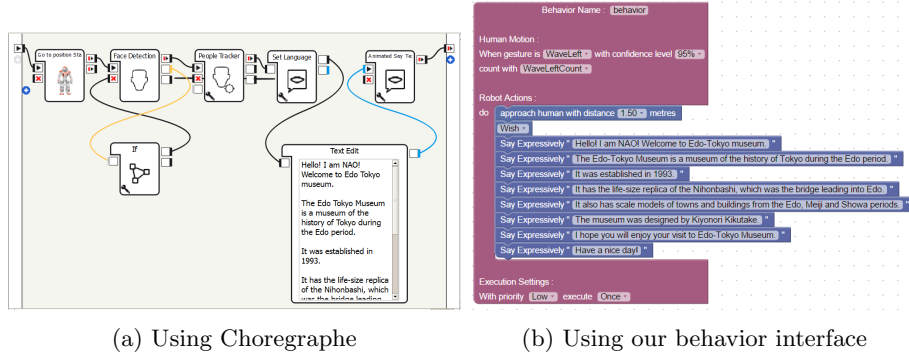 Go to position Sta
Face Detection
People Tracker
Set Language
Animated Say Te
If
Text Edit
Hello! I am NAO!
Welcome to Edo Tokyo
museum.
The Edo Tokyo Museum
is a museum of the
history of Tokyo during
the Edo period.
It was established in
1993.
It has the life-size replica
of the Nihonbashi, which
was the bridge leading
(a) Using Choregraphe
Behavior Name : behavior
Human Motion :
When gesture is WaveLeft with confidence level 95%
count with WaveLeftCount
Robot Actions :
do approach human with distance 1.50 metres
Wish
Say Expressively " Hello! I am NAO! Welcome to Edo-Tokyo museum. "
Say Expressively " The Edo-Tokyo Museum is a museum of the history of Tokyo during the Edo period. "
Say Expressively " It was established in 1993. "
Say Expressively " It has the life-size replica of the Nihonbashi, which was the bridge leading into Edo. "
Say Expressively " It also has scale models of towns and buildings from the Edo, Meiji and Showa periods. "
Say Expressively " The museum was designed by Kiyonori Kikutake. "
Say Expressively " I hope you will enjoy your visit to Edo-Tokyo Museum. "
Say Expressively " Have a nice day! "
Execution Settings :
With priority Low execute Once
(b) Using our behavior interface